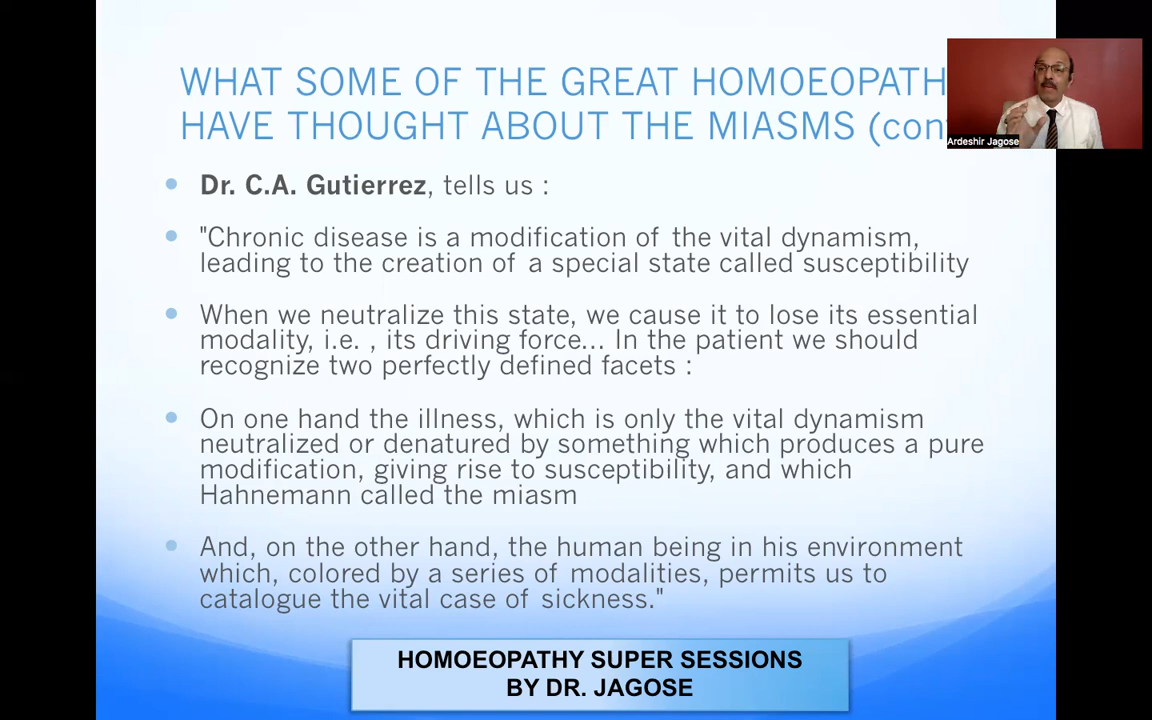 WHAT SOME OF THE GREAT HOMOEOPATH
HAVE THOUGHT ABOUT THE MIASMS (con
Ardeshir Jagose
• Dr. C.A. Gutierrez, tells us :
• "Chronic disease is a modification of the vital dynamism,
leading to the creation of a special state called susceptibility
• When we neutralize this state, we cause it to lose its essential
modality, i.e. , its driving force... In the patient we should
recognize two perfectly defined facets :
• On one hand the illness, which is only the vital dynamism
neutralized or denatured by something which produces a pure
modification, giving rise to susceptibility, and which
Hahnemann called the miasm
• And, on the other hand, the human being in his environment
which, colored by a series of modalities, permits us to
catalogue the vital case of sickness."
HOMOEOPATHY SUPER SESSIONS
BY DR. JAGOSE